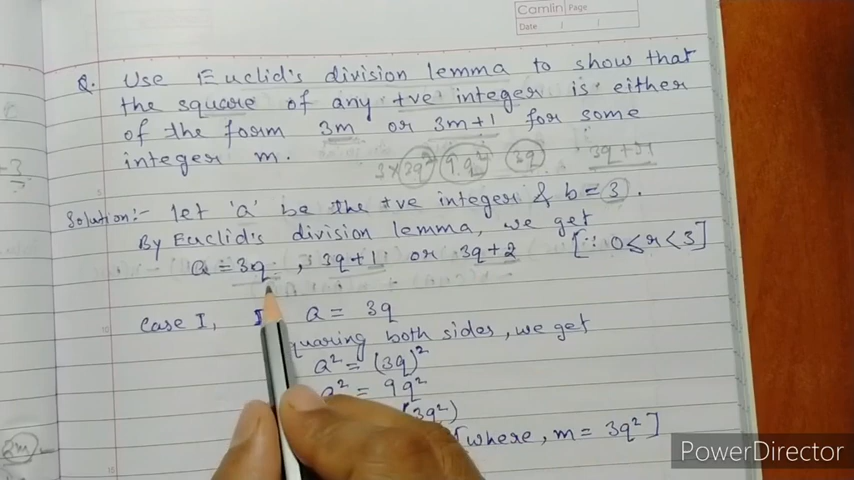 Camlin Page
Date / /
Q. Use Euclid's division lemma to show that
the square of any +ve integer is either
of the form 3m or 3m+1 for some
integer m.
3×3q² 9q² 3q
Solution:- let 'a' be the +ve integer & b = 3.
By Euclid's division lemma, we get
a = 3q , 3q+1 or 3q+2 [∵ 0≤r<3]
Case I, a = 3q
quaring both sides, we get
a² = (3q)²
a² = 9q²
(3q²)
[where, m = 3q²]
2m
PowerDirector